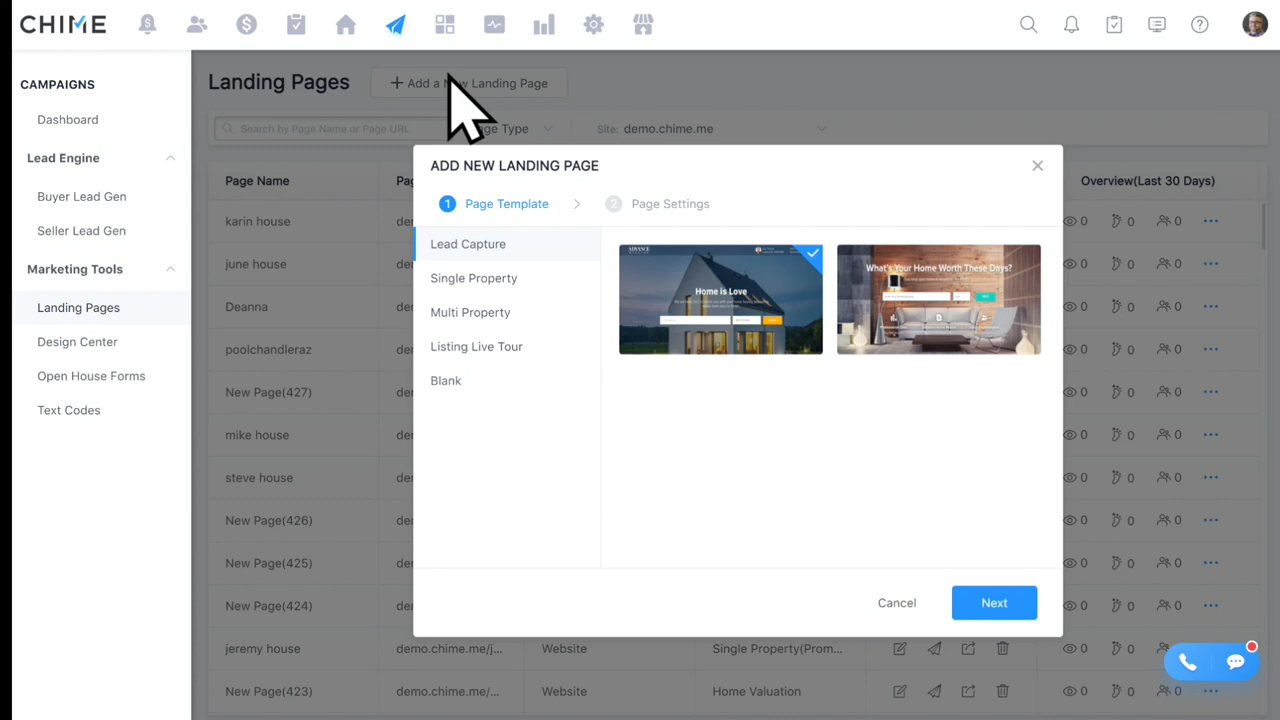 CHIME
CAMPAIGNS
Dashboard
Lead Engine
Buyer Lead Gen
Seller Lead Gen
Marketing Tools
Landing Pages
Design Center
Open House Forms
Text Codes
Landing Pages
+ Add a New Landing Page
Search by Page Name or Page URL
Type
Site: demo.chime.me
Page Name
Overview(Last 30 Days)
karin house
0 0 0
june house
0 0 0
Deanna
0 0 0
poolchandleraz
0 0 0
New Page(427)
0 0 0
mike house
0 0 0
steve house
0 0 0
New Page(426)
0 0 0
New Page(425)
0 0 0
New Page(424)
0 0 0
jeremy house demo.chime.me/j... Website Single Property(Prom... 0 0 0
New Page(423) demo.chime.me/... Website Home Valuation 0 0 0
ADD NEW LANDING PAGE
1 Page Template > 2 Page Settings
Lead Capture
Single Property
Multi Property
Listing Live Tour
Blank
ADVANCE
Home is Love
What's Your Home Worth These Days?
Cancel
Next